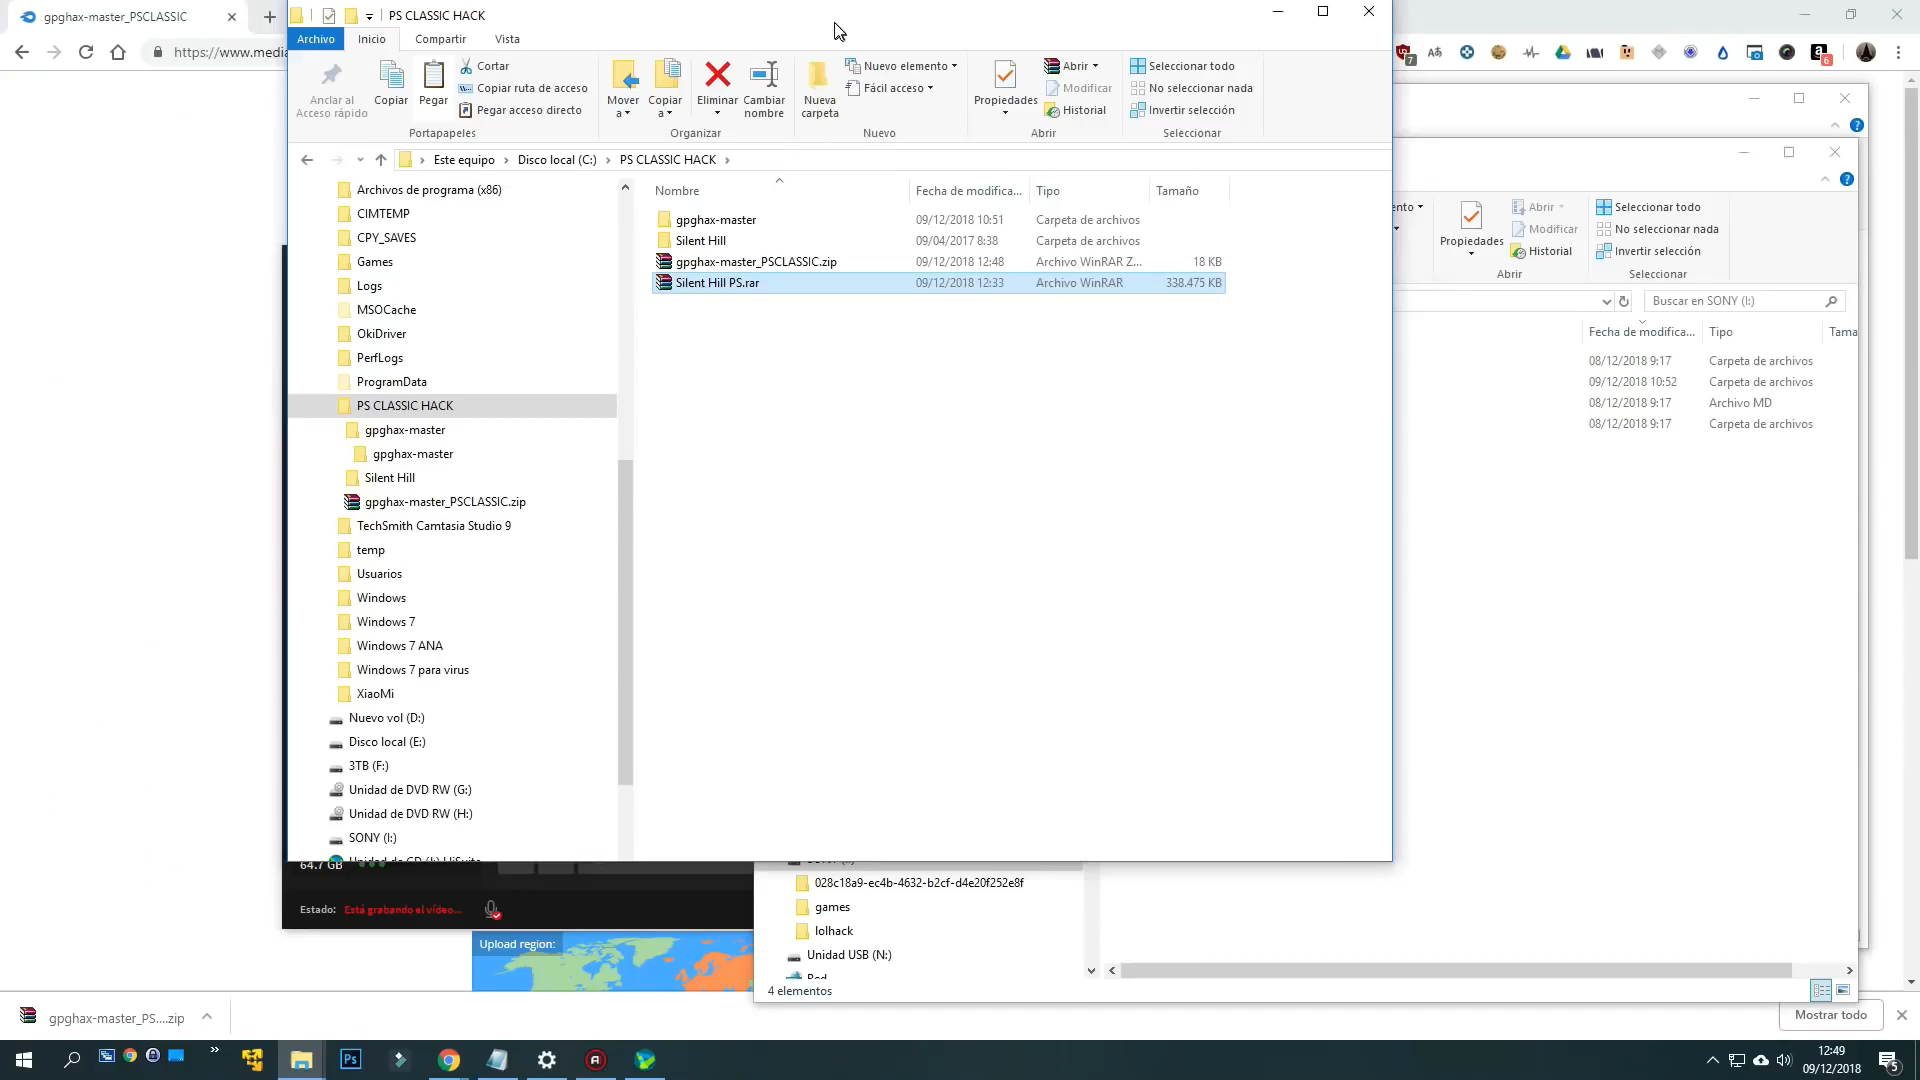 gpghax-master_PSCLASSIC
PS CLASSIC HACK
https://www.media
7
6
Archivo
Inicio
Compartir
Vista
Anclar al
Acceso rápido
Copiar
Pegar
Cortar
Copiar ruta de acceso
Pegar acceso directo
Portapapeles
Mover
a
Copiar
a
Eliminar
Cambiar
nombre
Organizar
Nueva
carpeta
Nuevo elemento
Fácil acceso
Nuevo
Propiedades
Abrir
Modificar
Historial
Abrir
Seleccionar todo
No seleccionar nada
Invertir selección
Seleccionar
Este equipo
Disco local (C:)
PS CLASSIC HACK
Archivos de programa (x86)
CIMTEMP
CPY_SAVES
Games
Logs
MSOCache
OkiDriver
PerfLogs
ProgramData
PS CLASSIC HACK
gpghax-master
gpghax-master
Silent Hill
gpghax-master_PSCLASSIC.zip
TechSmith Camtasia Studio 9
temp
Usuarios
Windows
Windows 7
Windows 7 ANA
Windows 7 para virus
XiaoMi
Nuevo vol (D:)
Disco local (E:)
3TB (F:)
Unidad de DVD RW (G:)
Unidad de DVD RW (H:)
SONY (I:)
Nombre Fecha de modifica... Tipo Tamaño
gpghax-master 09/12/2018 10:51 Carpeta de archivos
Silent Hill 09/04/2017 8:38 Carpeta de archivos
gpghax-master_PSCLASSIC.zip 09/12/2018 12:48 Archivo WinRAR Z... 18 KB
Silent Hill PS.rar 09/12/2018 12:33 Archivo WinRAR 338.475 KB
ento
Propiedades
Abrir
Modificar
Historial
Abrir
Seleccionar todo
No seleccionar nada
Invertir selección
Seleccionar
Buscar en SONY (I:)
Fecha de modifica... Tipo Tama
08/12/2018 9:17 Carpeta de archivos
09/12/2018 10:52 Carpeta de archivos
08/12/2018 9:17 Archivo MD
08/12/2018 9:17 Carpeta de archivos
64.7 GB
Estado: Está grabando el vídeo...
Upload region:
028c18a9-ec4b-4632-b2cf-d4e20f252e8f
games
lolhack
Unidad USB (N:)
Red
4 elementos
gpghax-master_PS....zip
Mostrar todo
Ps
12:49
09/12/2018
5